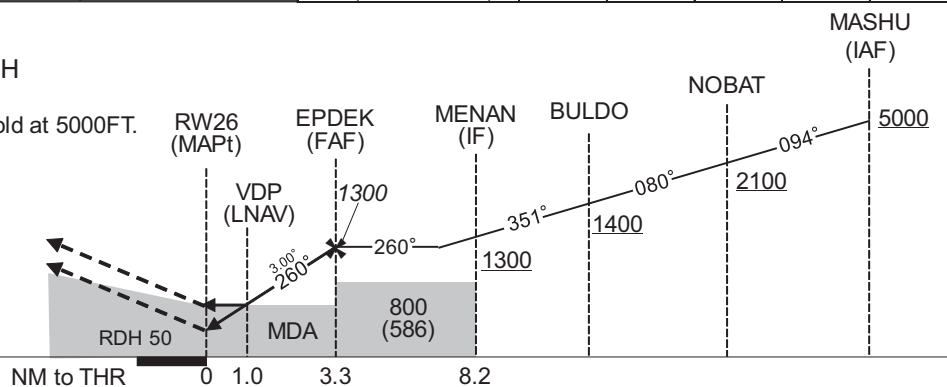 MASHU
(IAF)
H
NOBAT
old at 5000FT.
RW26
(MAPt)
EPDEK
(FAF)
MENAN
(IF)
BULDO
5000
094°
VDP
(LNAV)
1300
080°
2100
351°
1400
3.00°
260°
260°
1300
800
(586)
RDH 50
MDA
NM to THR 0 1.0 3.3 8.2